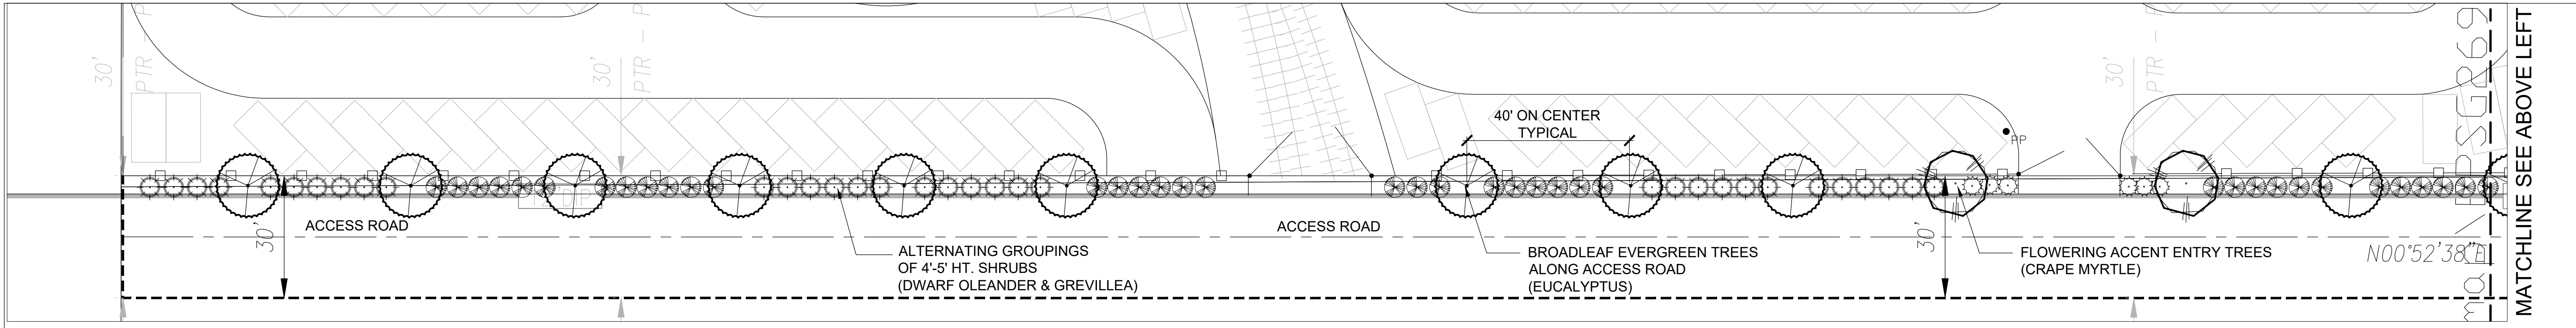 30'
PTR - P
30'
PTR - P
30'
PTR - P
40' ON CENTER
TYPICAL
PP
ACCESS ROAD
30'
ALTERNATING GROUPINGS
OF 4'-5' HT. SHRUBS
(DWARF OLEANDER & GREVILLEA)
ACCESS ROAD
BROADLEAF EVERGREEN TREES
ALONG ACCESS ROAD
(EUCALYPTUS)
30'
FLOWERING ACCENT ENTRY TREES
(CRAPE MYRTLE)
N00°52'38"E
MATCHLINE SEE ABOVE LEFT